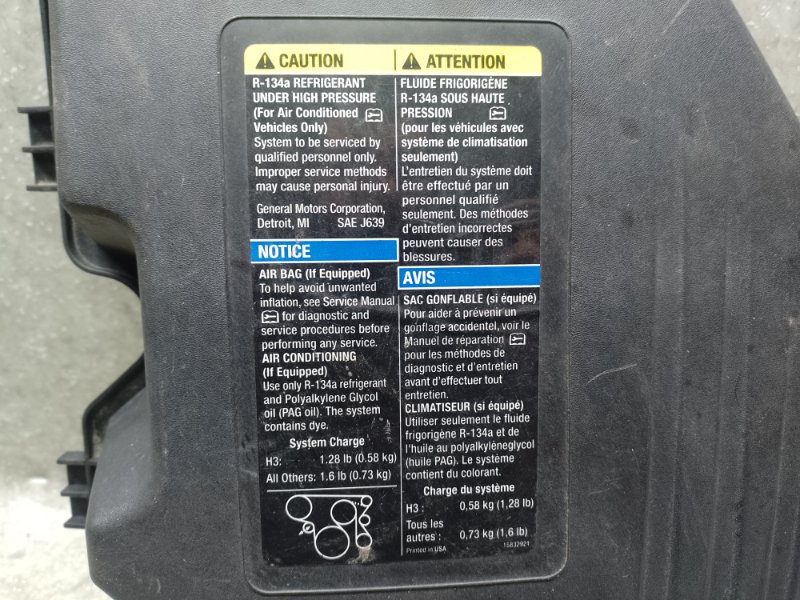 CAUTION
R-134a REFRIGERANT
UNDER HIGH PRESSURE
(For Air Conditioned
Vehicles Only)
System to be serviced by
qualified personnel only.
Improper service methods
may cause personal injury.
General Motors Corporation,
Detroit, MI SAE J639
NOTICE
AIR BAG (If Equipped)
To help avoid unwanted
inflation, see Service Manual
for diagnostic and
service procedures before
performing any service.
AIR CONDITIONING
(If Equipped)
Use only R-134a refrigerant
and Polyalkylene Glycol
oil (PAG oil). The system
contains dye.
System Charge
H3: 1.28 lb (0.58 kg)
All Others: 1.6 lb (0.73 kg)
ATTENTION
FLUIDE FRIGORIGÈNE
R-134a SOUS HAUTE
PRESSION
(pour les véhicules avec
système de climatisation
seulement)
L'entretien du système doit
être effectué par un
personnel qualifié
seulement. Des méthodes
d'entretien incorrectes
peuvent causer des
blessures.
AVIS
SAC GONFLABLE (si équipé)
Pour aider à prévenir un
gonflage accidentel, voir le
Manuel de réparation
pour les méthodes de
diagnostic et d'entretien
avant d'effectuer tout
entretien.
CLIMATISEUR (si équipé)
Utiliser seulement le fluide
frigorigène R-134a et de
l'huile au polyalkylèneglycol
(huile PAG). Le système
contient du colorant.
Charge du système
H3 : 0,58 kg (1,28 lb)
Tous les
autres : 0,73 kg (1,6 lb)
Printed in USA 15832921